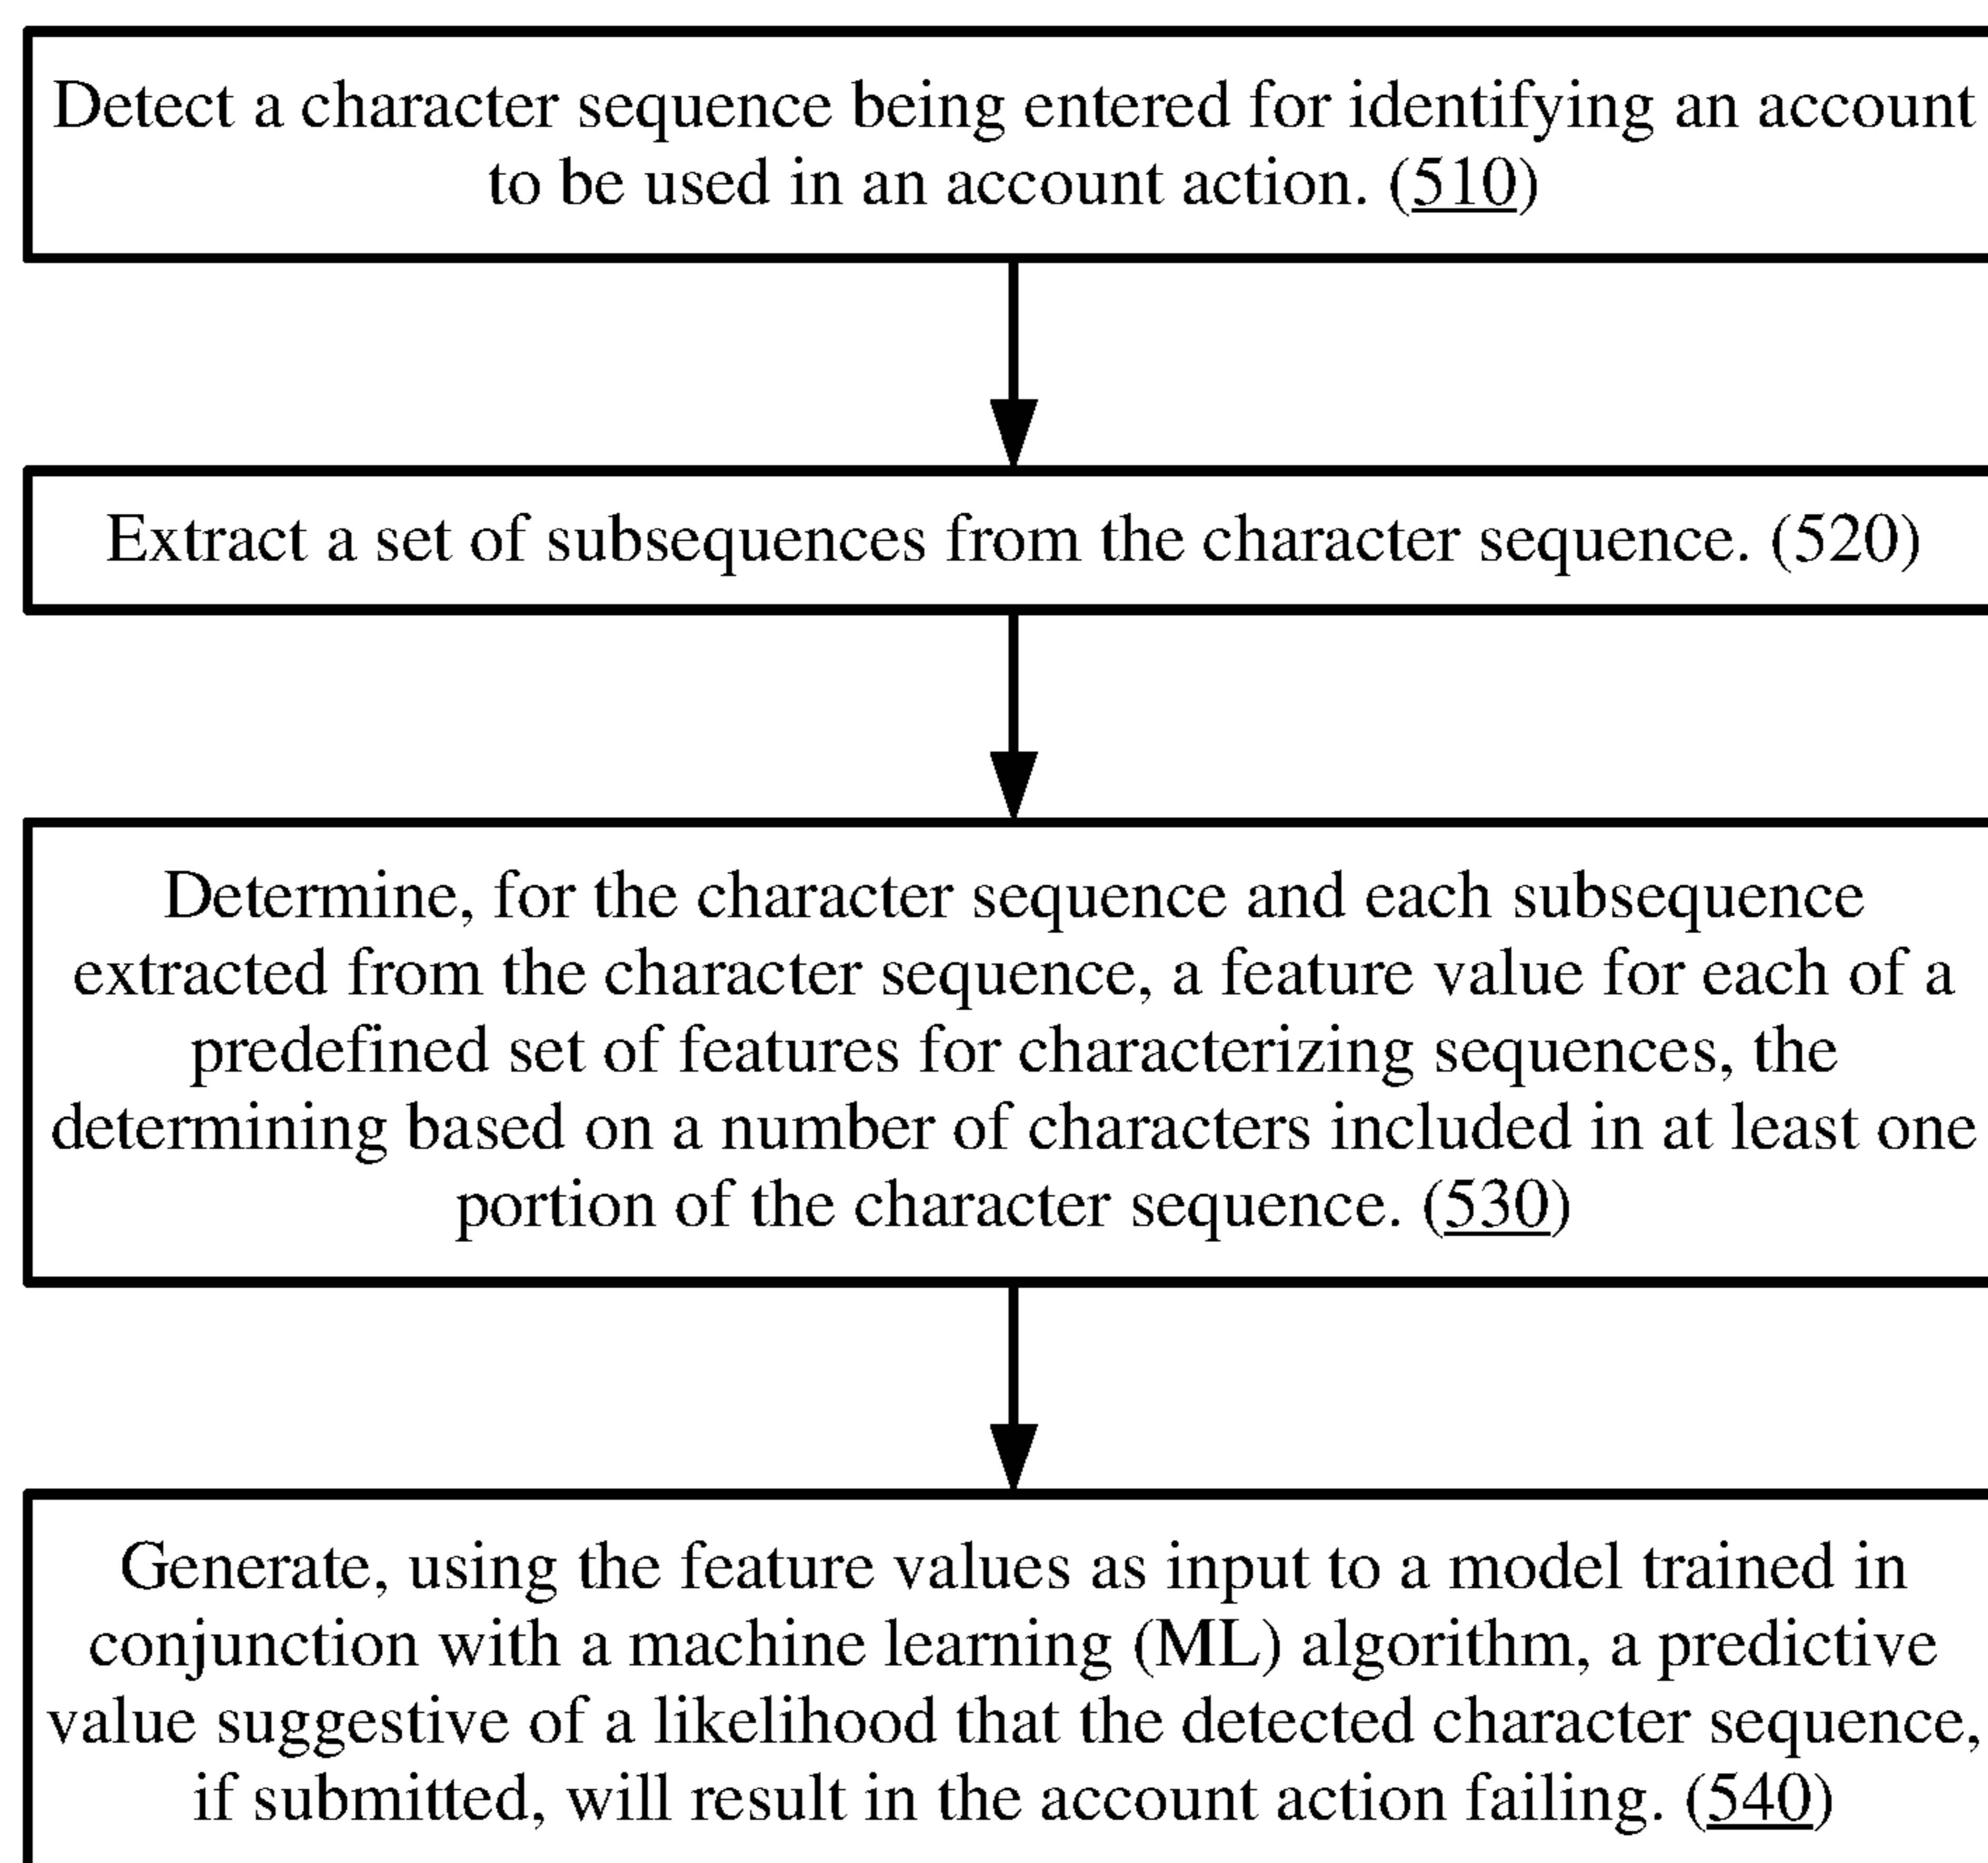 Detect a character sequence being entered for identifying an account
to be used in an account action. (510)
Extract a set of subsequences from the character sequence. (520)
Determine, for the character sequence and each subsequence
extracted from the character sequence, a feature value for each of a
predefined set of features for characterizing sequences, the
determining based on a number of characters included in at least one
portion of the character sequence. (530)
Generate, using the feature values as input to a model trained in
conjunction with a machine learning (ML) algorithm, a predictive
value suggestive of a likelihood that the detected character sequence,
if submitted, will result in the account action failing. (540)